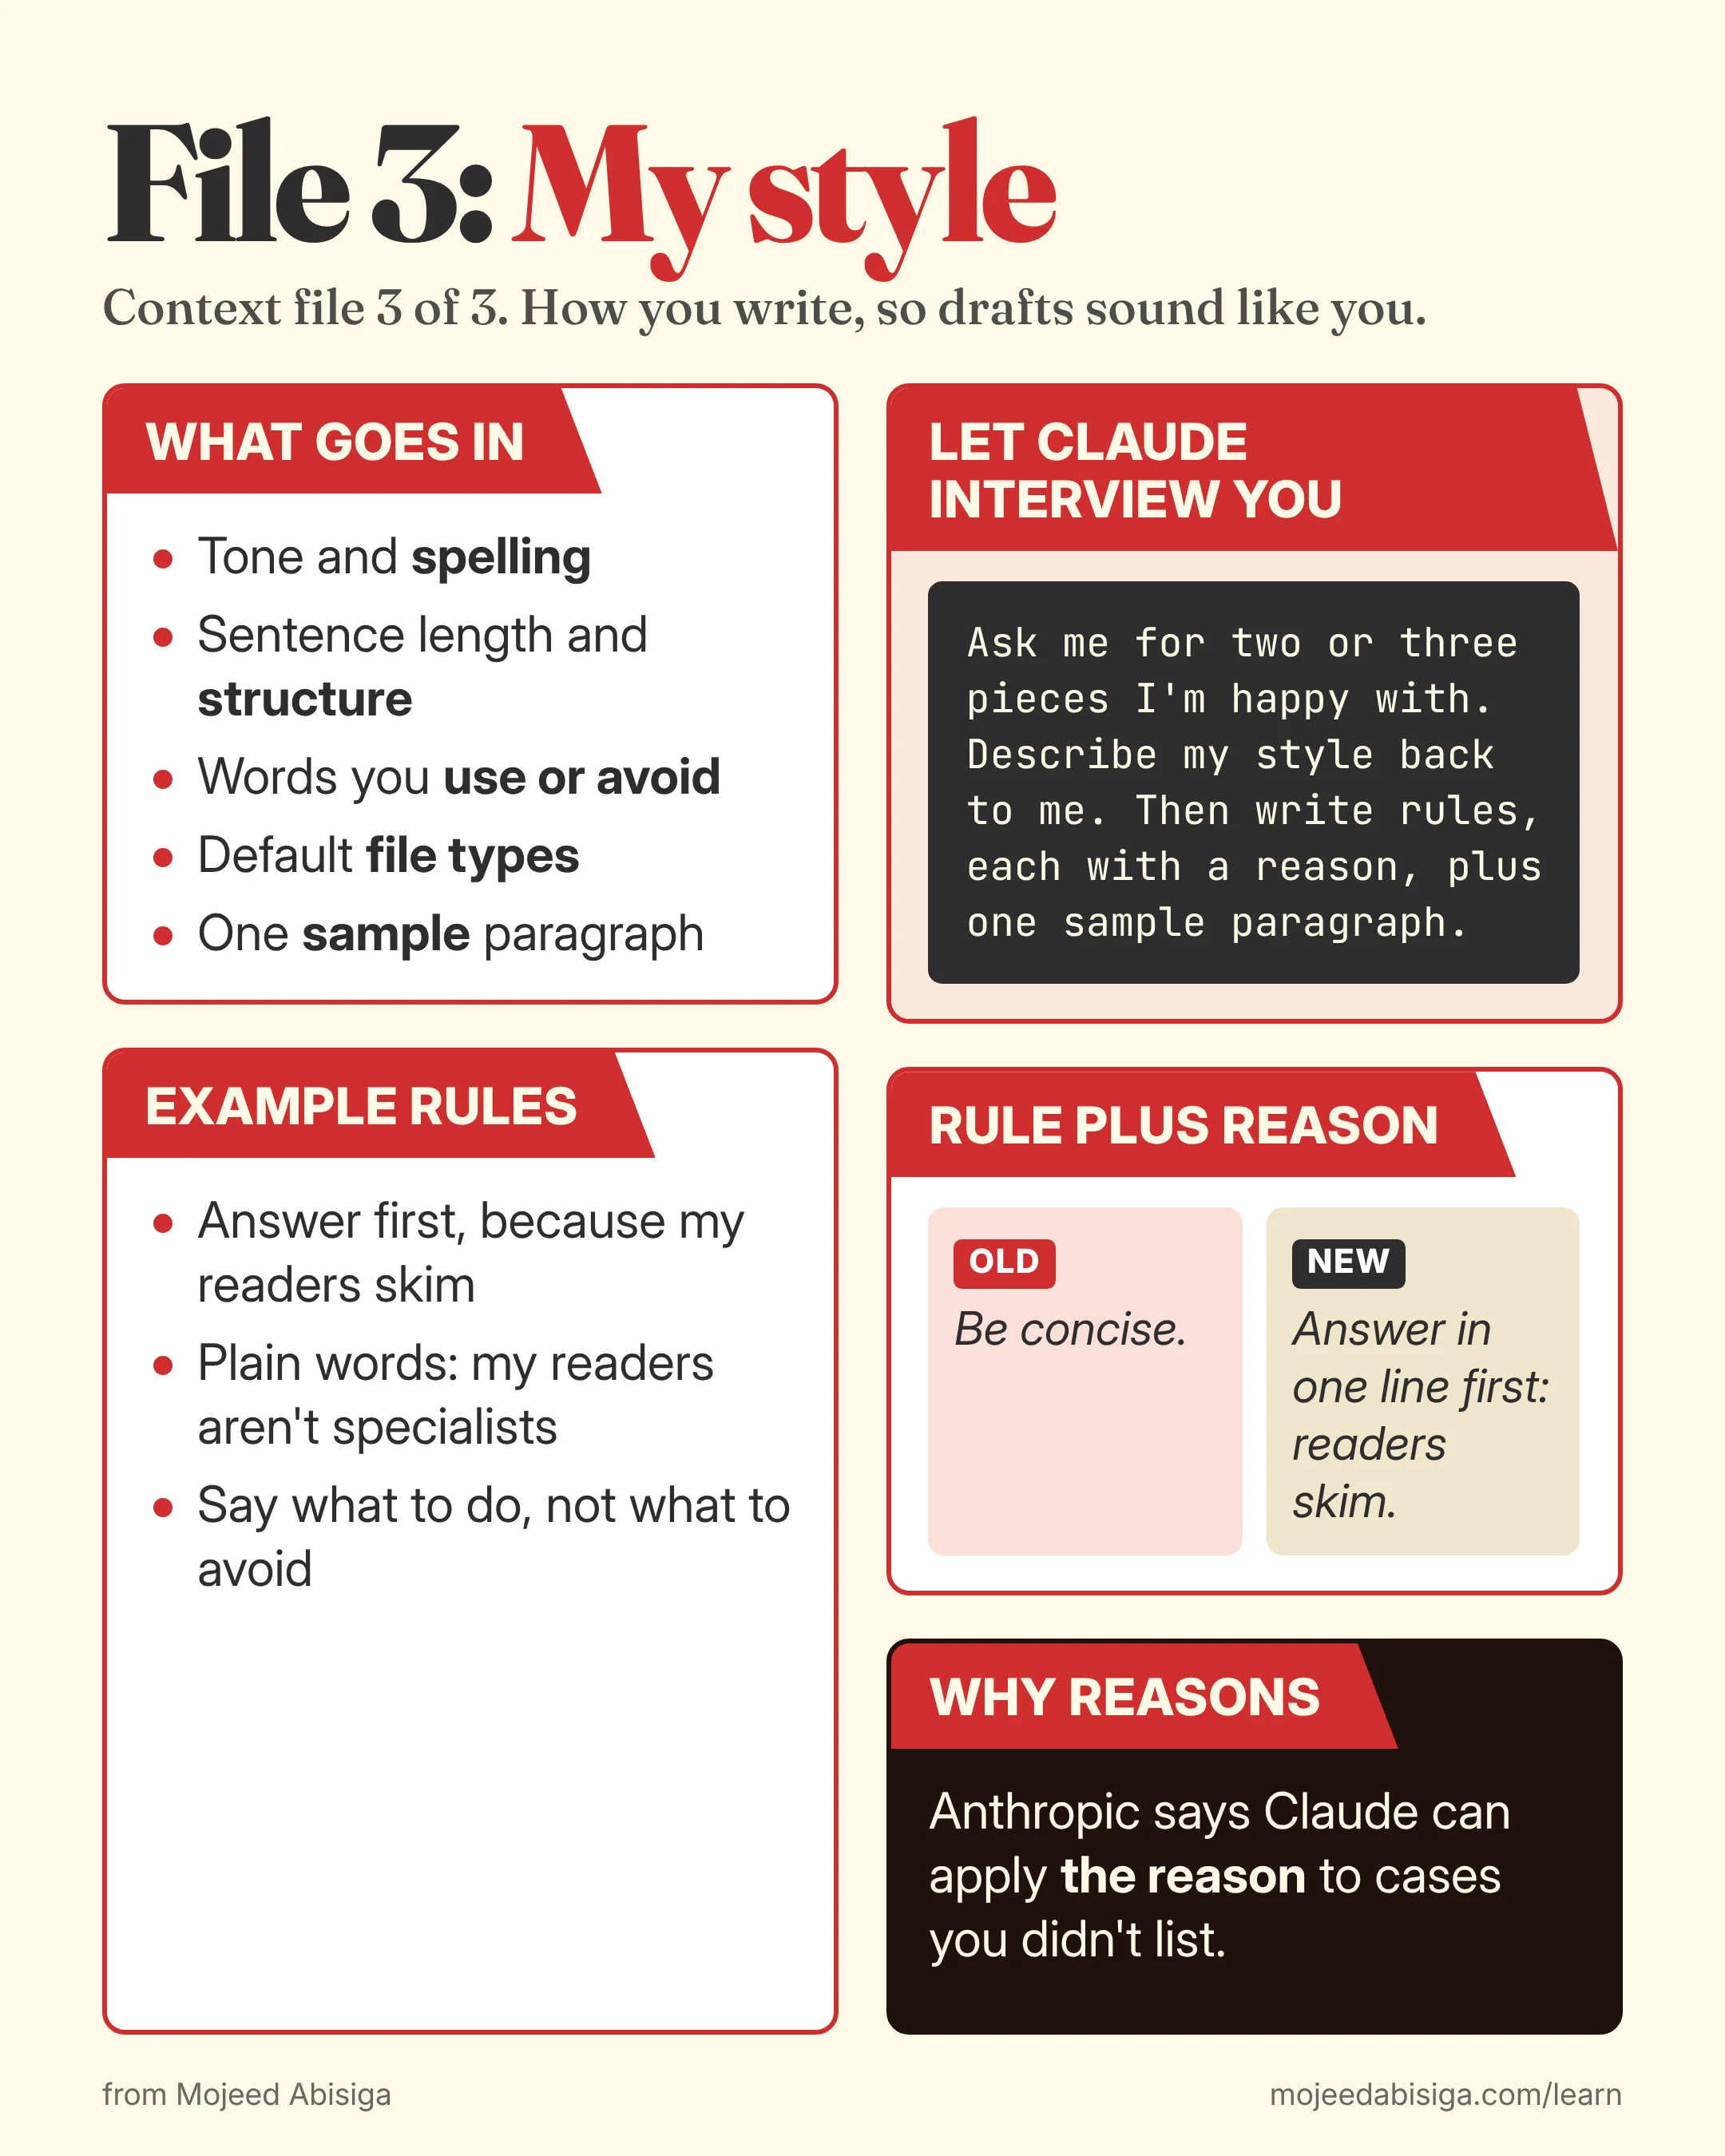 File 3: My style
Context file 3 of 3. How you write, so drafts sound like you.
WHAT GOES IN
Tone and spelling
Sentence length and
structure
Words you use or avoid
Default file types
One sample paragraph
EXAMPLE RULES
Answer first, because my
readers skim
Plain words: my readers
aren't specialists
Say what to do, not what to
avoid
LET CLAUDE
INTERVIEW YOU
Ask me for two or three
pieces I'm happy with.
Describe my style back
to me. Then write rules,
each with a reason, plus
one sample paragraph.
RULE PLUS REASON
OLD
Be concise.
NEW
Answer in
one line first:
readers
skim.
WHY REASONS
Anthropic says Claude can
apply the reason to cases
you didn't list.
from Mojeed Abisiga
mojeedabisiga.com/learn